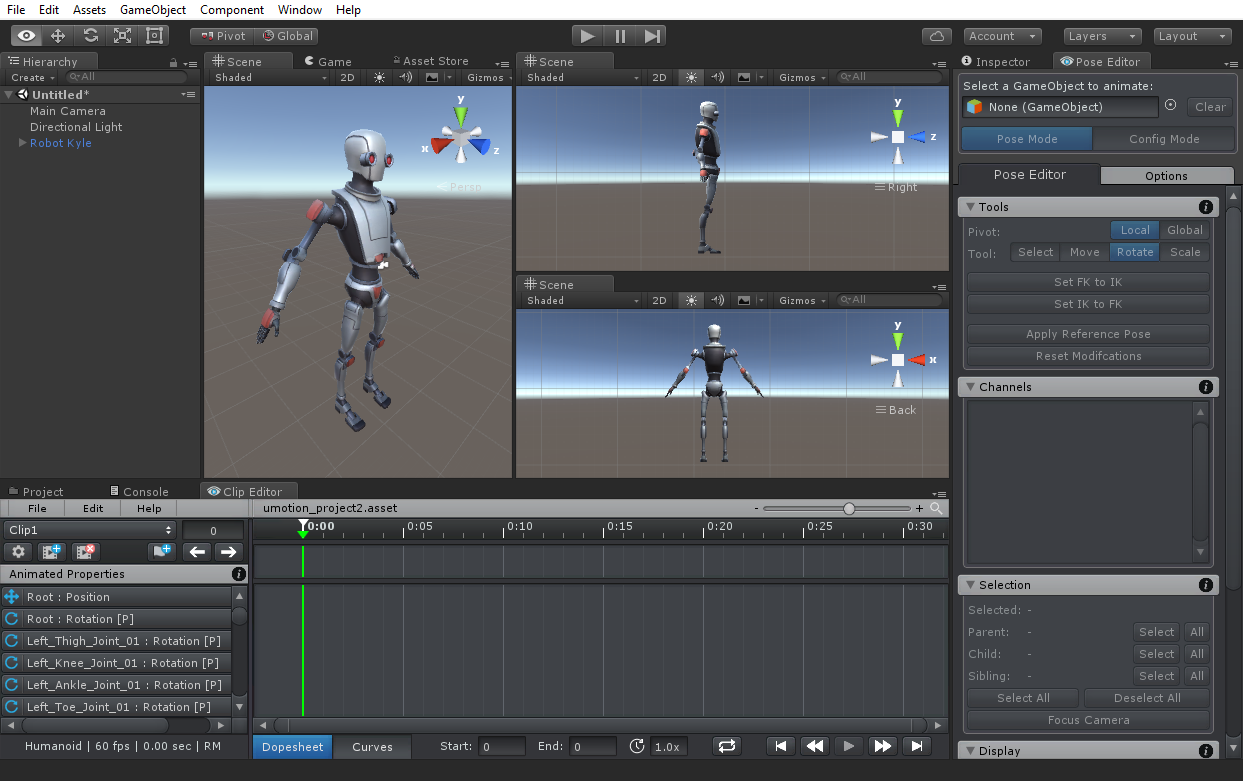 File Edit Assets GameObject Component Window Help
Pivot Global Account Layers Layout
Hierarchy
Create All
Untitled*
Main Camera
Directional Light
Robot Kyle
Scene Game Asset Store
Shaded 2D Gizmos
y
x z
Persp
Scene
Shaded 2D Gizmos All
y
z
Right
Scene
Shaded 2D Gizmos All
y
x
Back
Inspector Pose Editor
Select a GameObject to animate:
None (GameObject) Clear
Pose Mode Config Mode
Pose Editor Options
Tools
Pivot: Local Global
Tool: Select Move Rotate Scale
Set FK to IK
Set IK to FK
Apply Reference Pose
Reset Modifcations
Channels
Selection
Selected: -
Parent: - Select All
Child: - Select All
Sibling: - Select All
Select All Deselect All
Focus Camera
Display
Project Console Clip Editor
File Edit Help umotion_project2.asset - +
Clip1 0
0:00 0:05 0:10 0:15 0:20 0:25 0:30
Animated Properties
Root : Position
Root : Rotation [P]
Left_Thigh_Joint_01 : Rotation [P]
Left_Knee_Joint_01 : Rotation [P]
Left_Ankle_Joint_01 : Rotation [P]
Left_Toe_Joint_01 : Rotation [P]
Humanoid | 60 fps | 0.00 sec | RM
Dopesheet Curves Start: 0 End: 0 1.0x